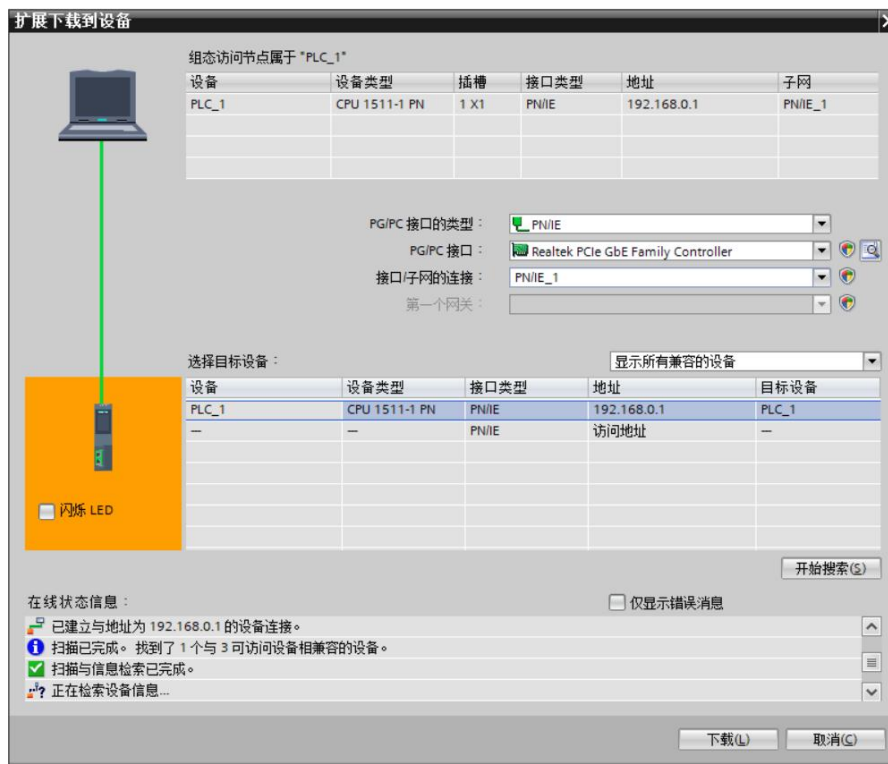 扩展下载到设备
组态访问节点属于 "PLC_1"
设备 设备类型 插槽 接口类型 地址 子网
PLC_1 CPU 1511-1 PN 1 X1 PN/IE 192.168.0.1 PN/IE_1
PG/PC 接口的类型： PN/IE
PG/PC 接口： Realtek PCIe GbE Family Controller
接口/子网的连接： PN/IE_1
第一个网关：
选择目标设备： 显示所有兼容的设备
设备 设备类型 接口类型 地址 目标设备
PLC_1 CPU 1511-1 PN PN/IE 192.168.0.1 PLC_1
— — PN/IE 访问地址 —
闪烁 LED
开始搜索(S)
在线状态信息： 仅显示错误消息
已建立与地址为 192.168.0.1 的设备连接。
扫描已完成。找到了 1 个与 3 可访问设备相兼容的设备。
扫描与信息检索已完成。
正在检索设备信息...
下载(L) 取消(C)